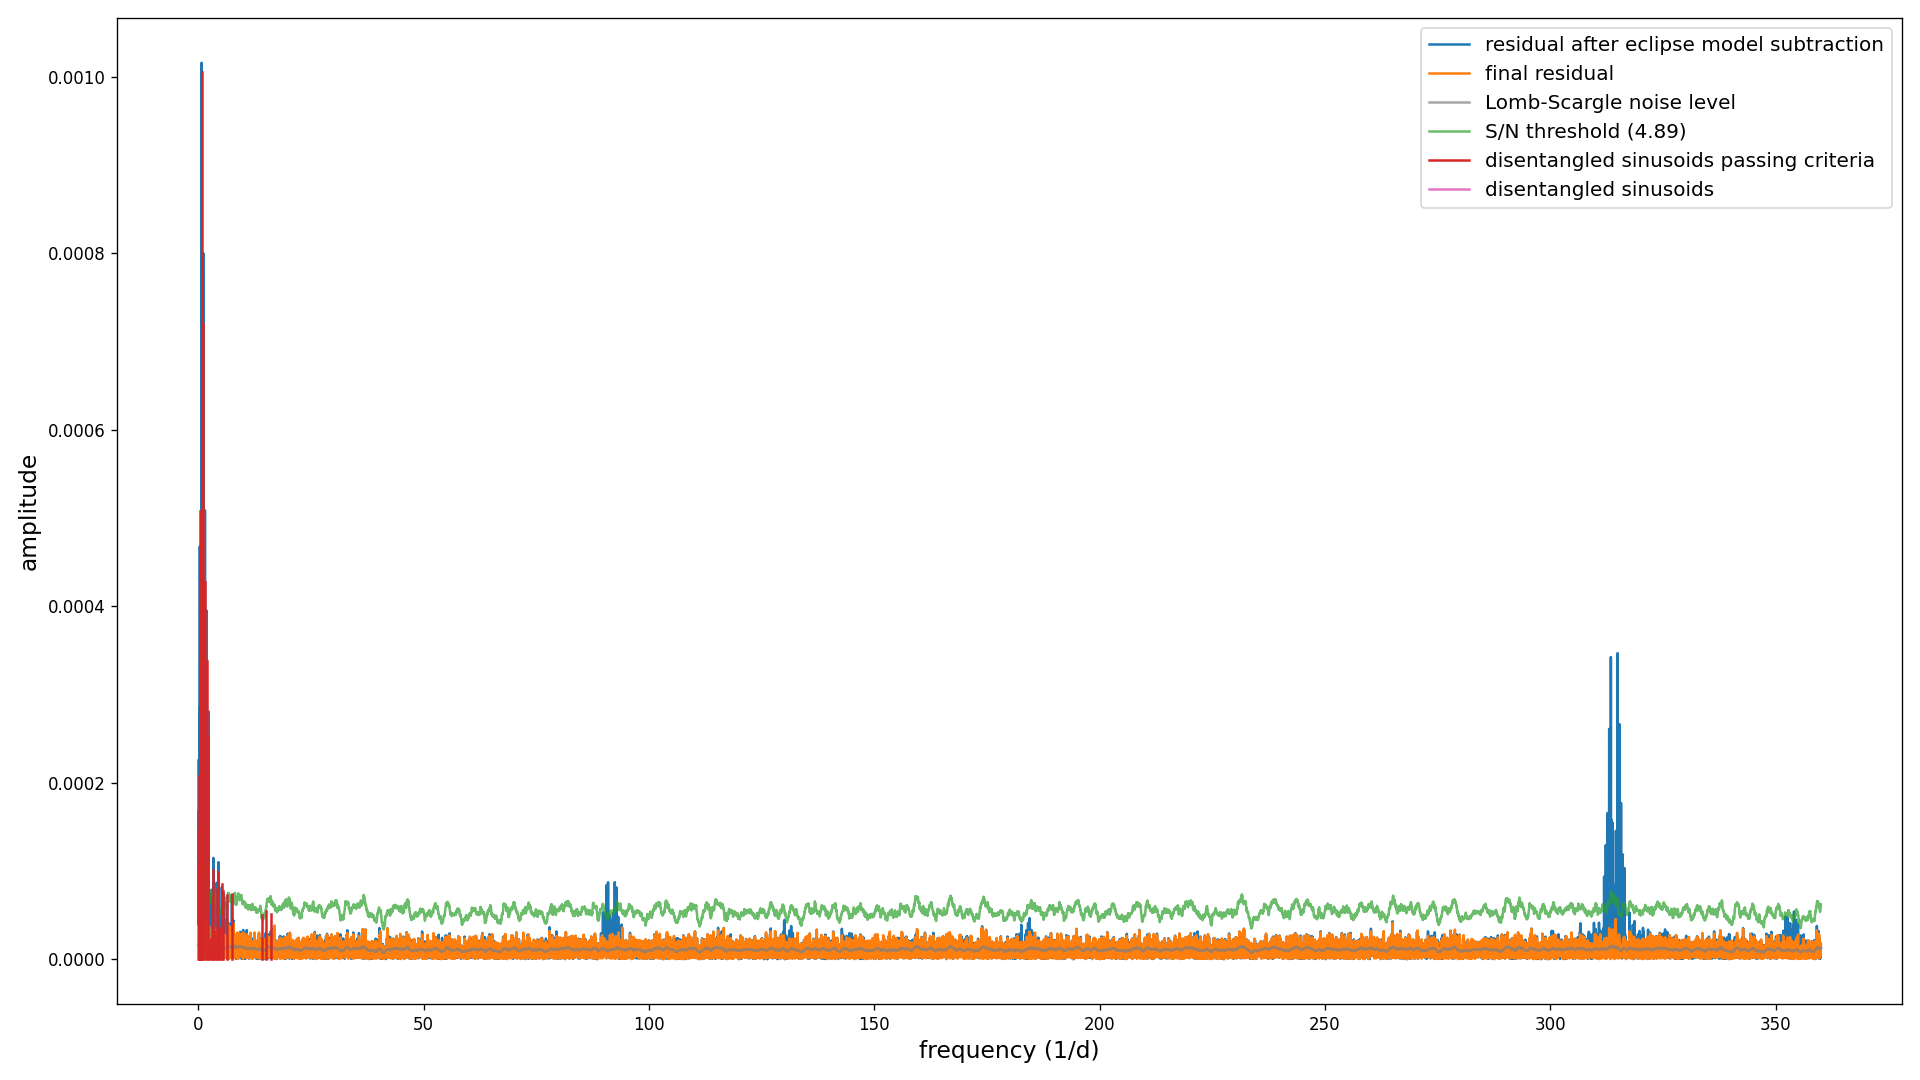 residual after eclipse model subtraction
final residual
Lomb-Scargle noise level
S/N threshold (4.89)
disentangled sinusoids passing criteria
disentangled sinusoids
0.0010
0.0008
0.0006
0.0004
0.0002
0.0000
amplitude
0 50 100 150 200 250 300 350
frequency (1/d)